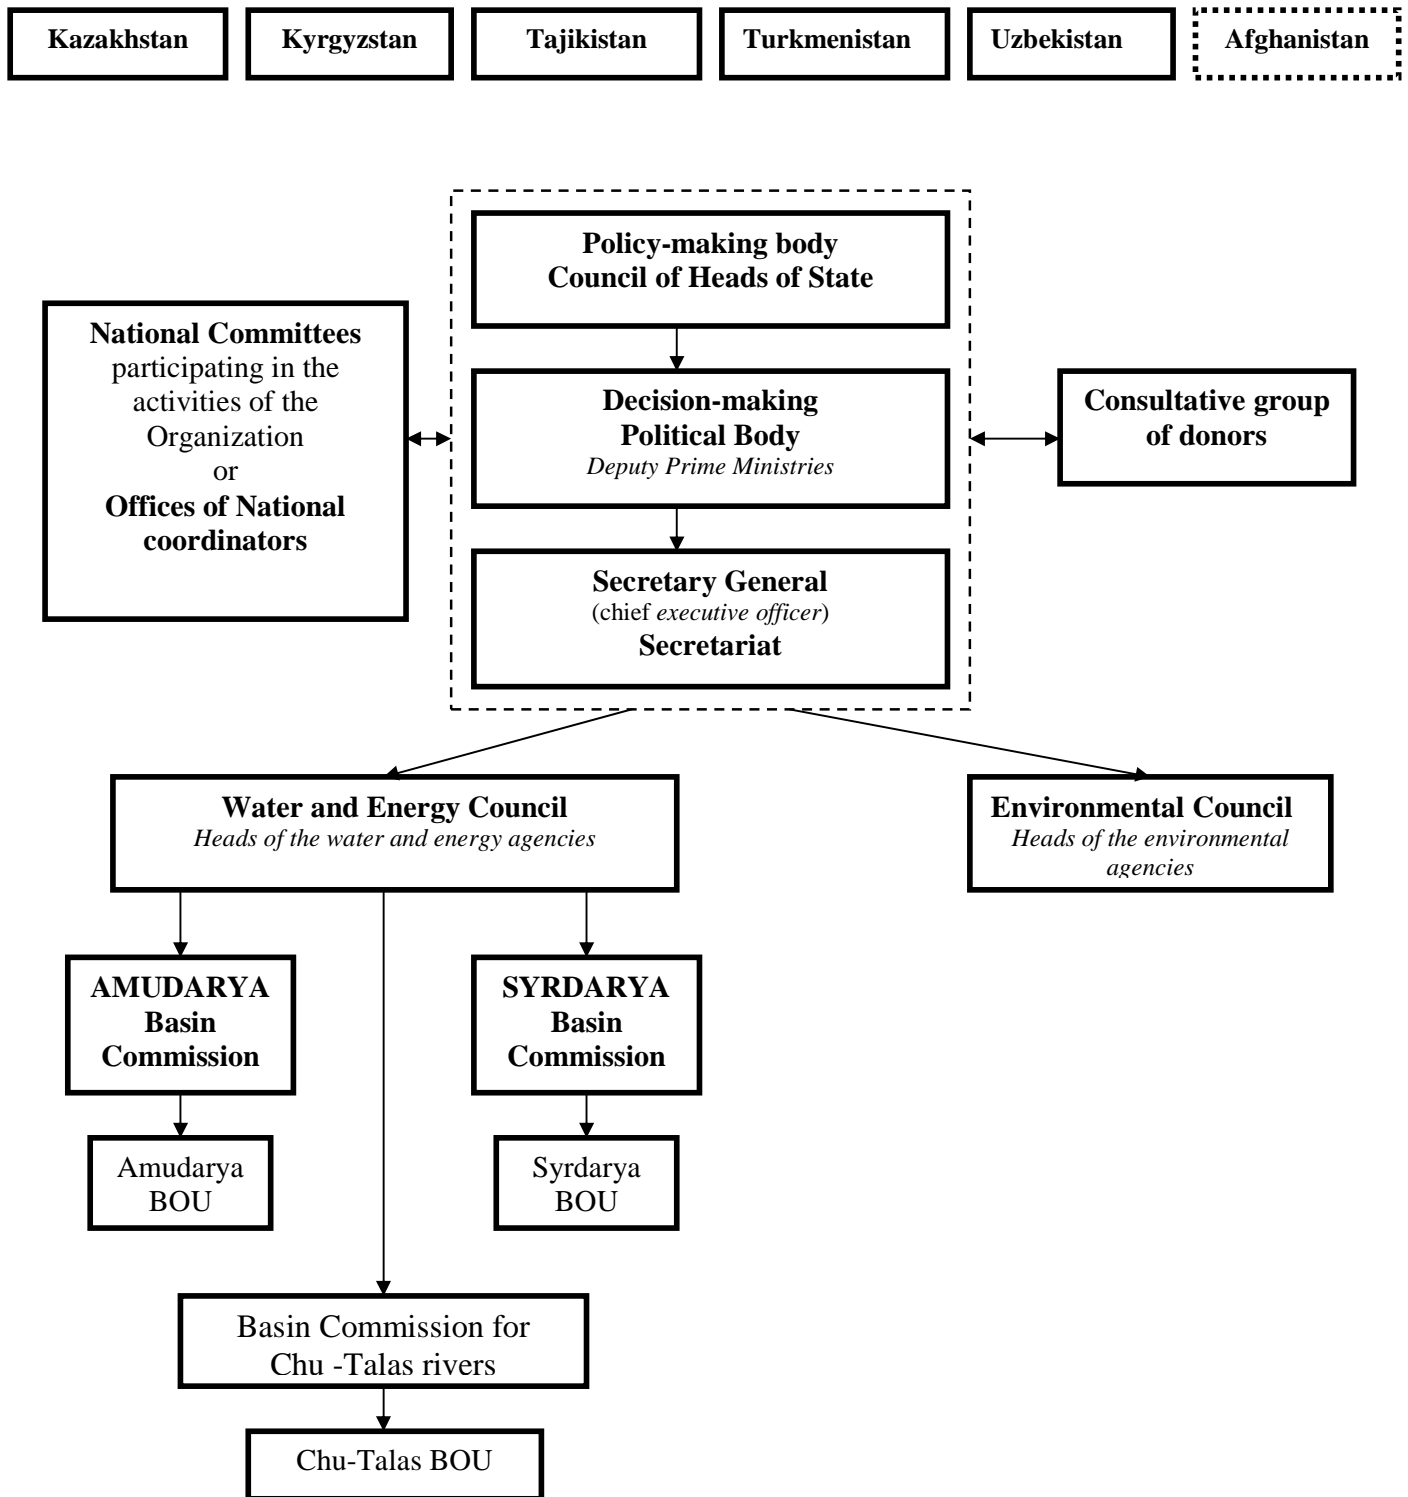 Kazakhstan
Kyrgyzstan
Tajikistan
Turkmenistan
Uzbekistan
Afghanistan
Policy-making body
Council of Heads of State
National Committees
participating in the
activities of the
Organization
or
Offices of National
coordinators
Decision-making
Political Body
Deputy Prime Ministries
Consultative group
of donors
Secretary General
(chief executive officer)
Secretariat
Water and Energy Council
Heads of the water and energy agencies
Environmental Council
Heads of the environmental
agencies
AMUDARYA
Basin
Commission
SYRDARYA
Basin
Commission
Amudarya
BOU
Syrdarya
BOU
Basin Commission for
Chu -Talas rivers
Chu-Talas BOU